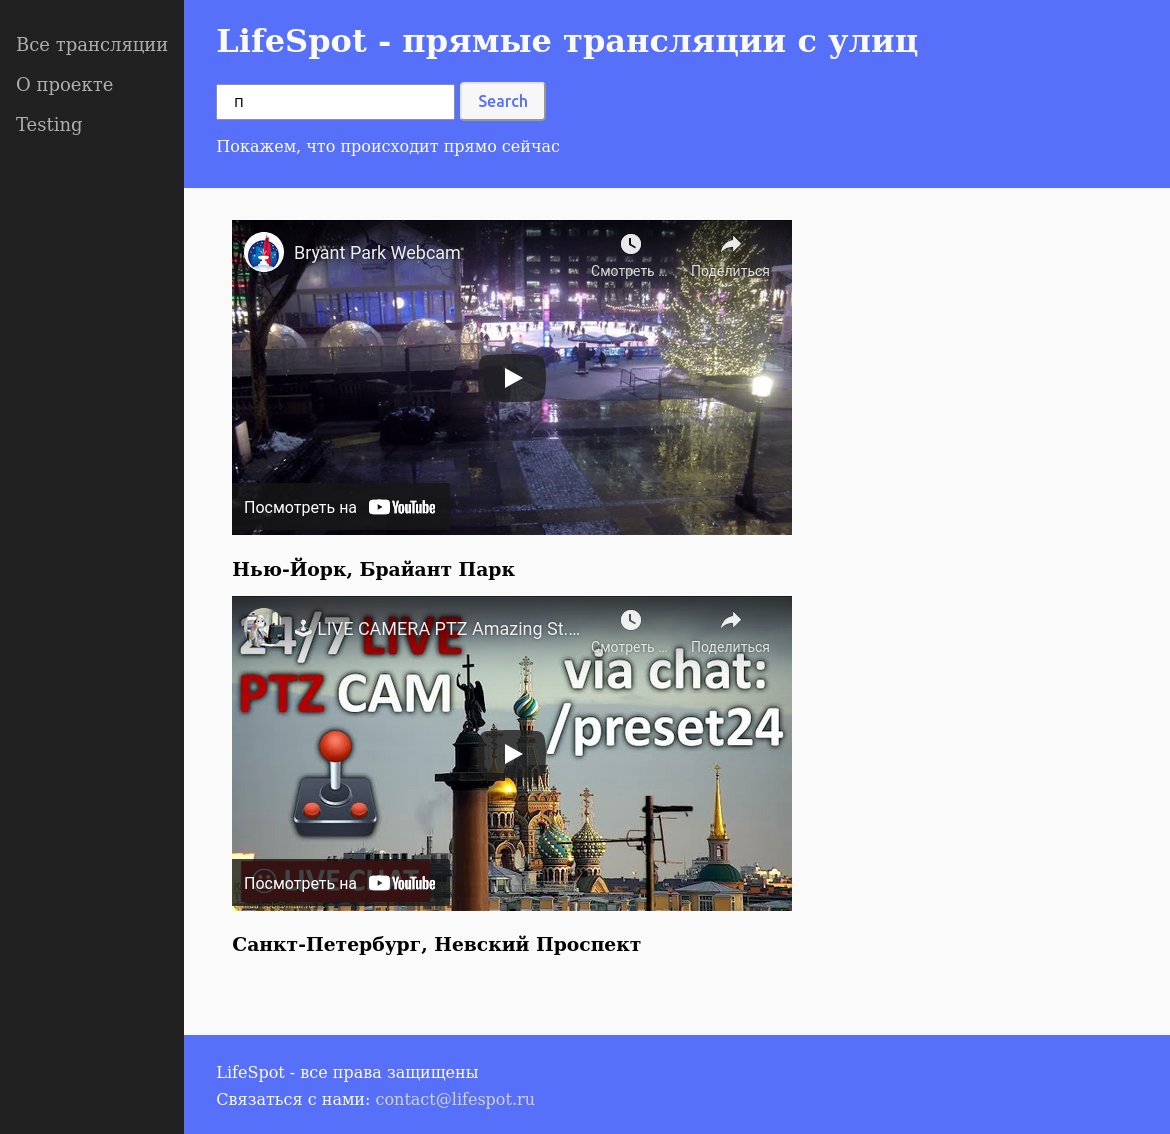 Все трансляции
О проекте
Testing
LifeSpot - прямые трансляции с улиц
п
Search
Покажем, что происходит прямо сейчас
Bryant Park Webcam
Смотреть ...
Поделиться
Посмотреть на YouTube
Нью-Йорк, Брайант Парк
LIVE CAMERA PTZ Amazing St....
Смотреть ...
Поделиться
24/7 LIVE
PTZ CAM
via chat:
/preset24
LIVE CHAT
Посмотреть на YouTube
Санкт-Петербург, Невский Проспект
LifeSpot - все права защищены
Связаться с нами: contact@lifespot.ru